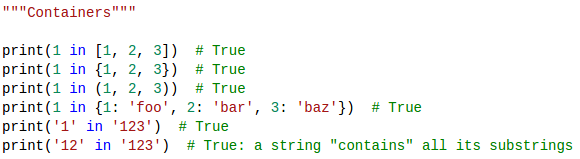 """Containers"""
print(1 in [1, 2, 3])  # True
print(1 in {1, 2, 3})  # True
print(1 in (1, 2, 3))  # True
print(1 in {1: 'foo', 2: 'bar', 3: 'baz'})  # True
print('1' in '123')  # True
print('12' in '123')  # True: a string "contains" all its substrings